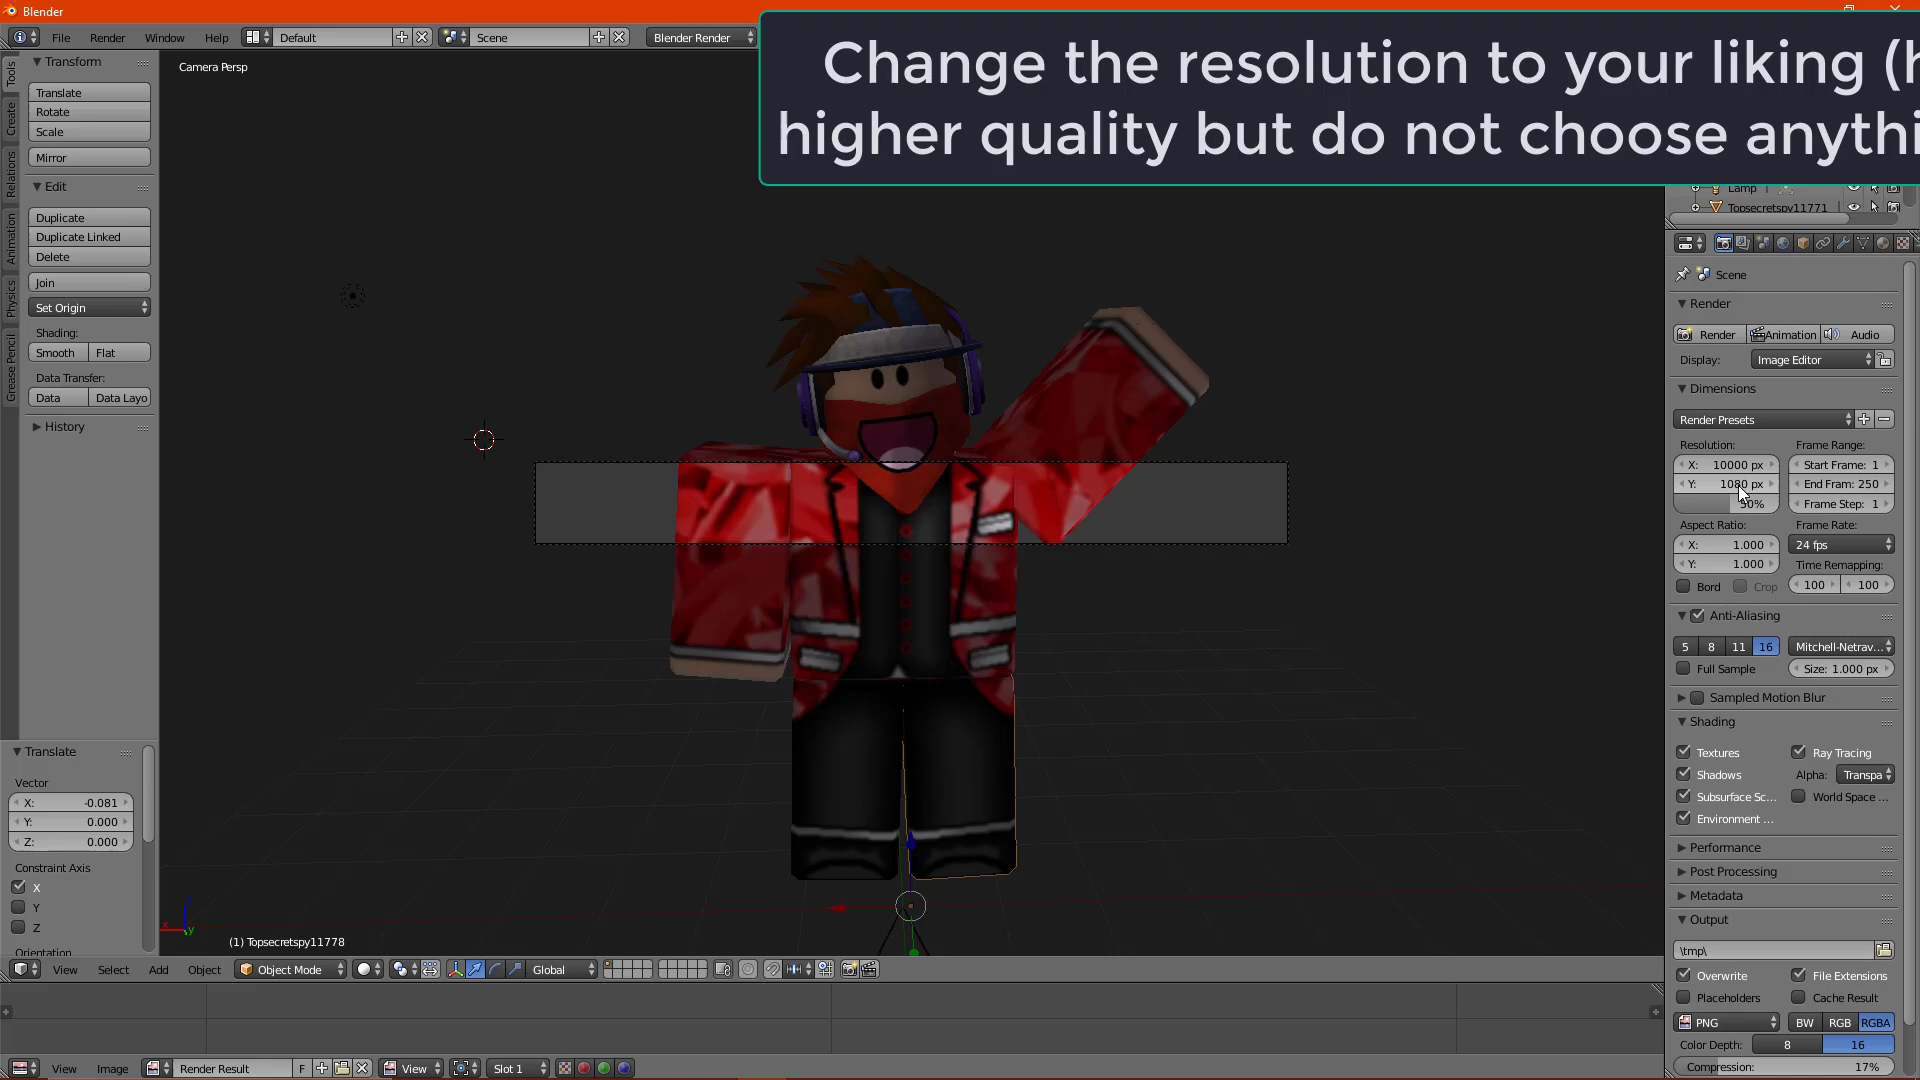 Blender
File Render Window Help Default Scene Blender Render
Change the resolution to your liking (h
higher quality but do not choose anythi
Camera Persp
Tools
Create
Relations
Animation
Physics
Grease Pencil
Transform
Translate
Rotate
Scale
Mirror
Edit
Duplicate
Duplicate Linked
Delete
Join
Set Origin
Shading:
Smooth Flat
Data Transfer:
Data Data Layo
History
Translate
Vector
X: -0.081
Y: 0.000
Z: 0.000
Constraint Axis
X
Y
Z
Orientation
x
y
(1) Topsecretspy11778
View Select Add Object Object Mode Global
View Image Render Result F View Slot 1
Lamp
Topsecretspy11771
Scene
Render
Render Animation Audio
Display: Image Editor
Dimensions
Render Presets
Resolution: Frame Range:
X: 10000 px Start Frame: 1
Y: 1080 px End Fram: 250
50% Frame Step: 1
Aspect Ratio: Frame Rate:
X: 1.000 24 fps
Y: 1.000 Time Remapping:
Bord Crop 100 100
Anti-Aliasing
5 8 11 16 Mitchell-Netrav...
Full Sample Size: 1.000 px
Sampled Motion Blur
Shading
Textures Ray Tracing
Shadows Alpha: Transpa
Subsurface Sc... World Space ...
Environment ...
Performance
Post Processing
Metadata
Output
\tmp\
Overwrite File Extensions
Placeholders Cache Result
PNG BW RGB RGBA
Color Depth: 8 16
Compression: 17%